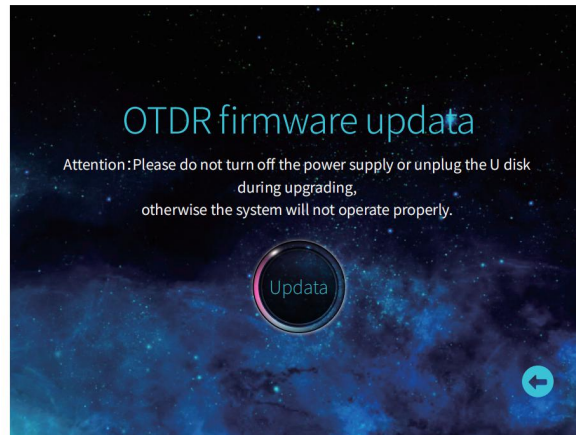 OTDR firmware updata
Attention：Please do not turn off the power supply or unplug the U disk
during upgrading,
otherwise the system will not operate properly.
Updata